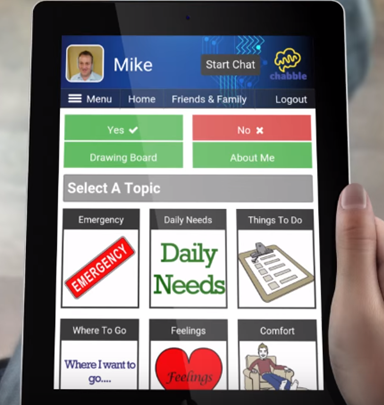 Mike
Start Chat
chabble
Menu Home Friends & Family Logout
Yes No
Drawing Board About Me
Select A Topic
Emergency Daily Needs Things To Do
EMERGENCY
Daily
Needs
Where To Go Feelings Comfort
Where I want to
go....
Feelings